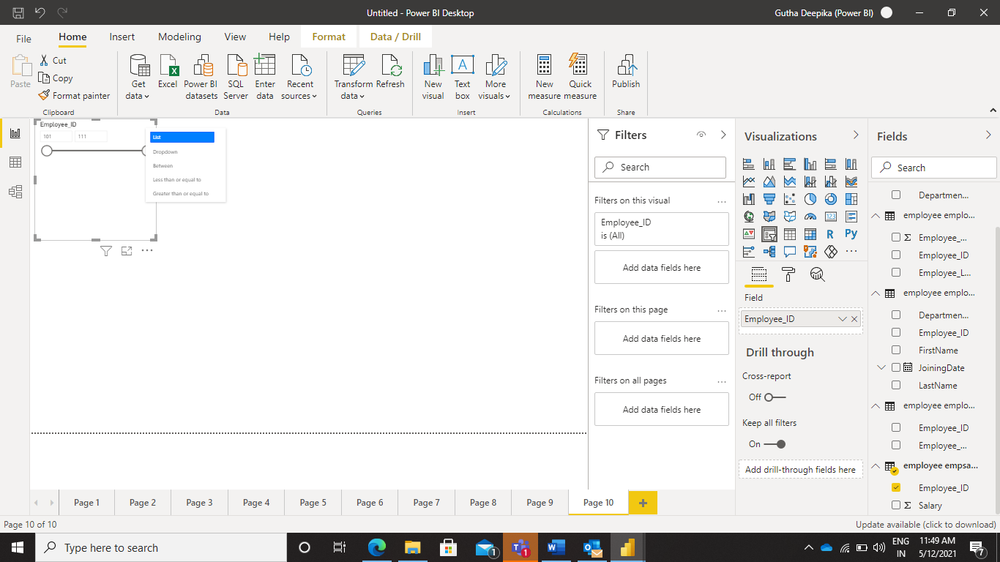 Untitled - Power BI Desktop
Gutha Deepika (Power BI)
File
Home
Insert
Modeling
View
Help
Format
Data / Drill
Paste
Cut
Copy
Format painter
Get data
Excel
Power BI datasets
SQL Server
Enter data
Recent sources
Transform data
Refresh
New visual
Text box
More visuals
New measure
Quick measure
Publish
Clipboard
Data
Queries
Insert
Calculations
Share
Employee_ID
101
111
List
Dropdown
Between
Less than or equal to
Greater than or equal to
Filters
Search
Filters on this visual
...
Employee_ID
is (All)
Add data fields here
Filters on this page
...
Add data fields here
Filters on all pages
...
Add data fields here
Visualizations
123
R
Py
...
Field
Employee_ID
Drill through
Cross-report
Off
Keep all filters
On
Add drill-through fields here
Fields
Search
Departmen...
employee emplo...
Σ Employee_...
Employee_ID
Employee_L...
employee emplo...
Departmen...
Employee_ID
FirstName
JoiningDate
LastName
employee emplo...
Employee_ID
Employee_...
employee empsa...
Employee_ID
Σ Salary
Page 1
Page 2
Page 3
Page 4
Page 5
Page 6
Page 7
Page 8
Page 9
Page 10
+
Page 10 of 10
Update available (click to download)
Type here to search
1
1
ENG
IN
11:49 AM
5/12/2021
7